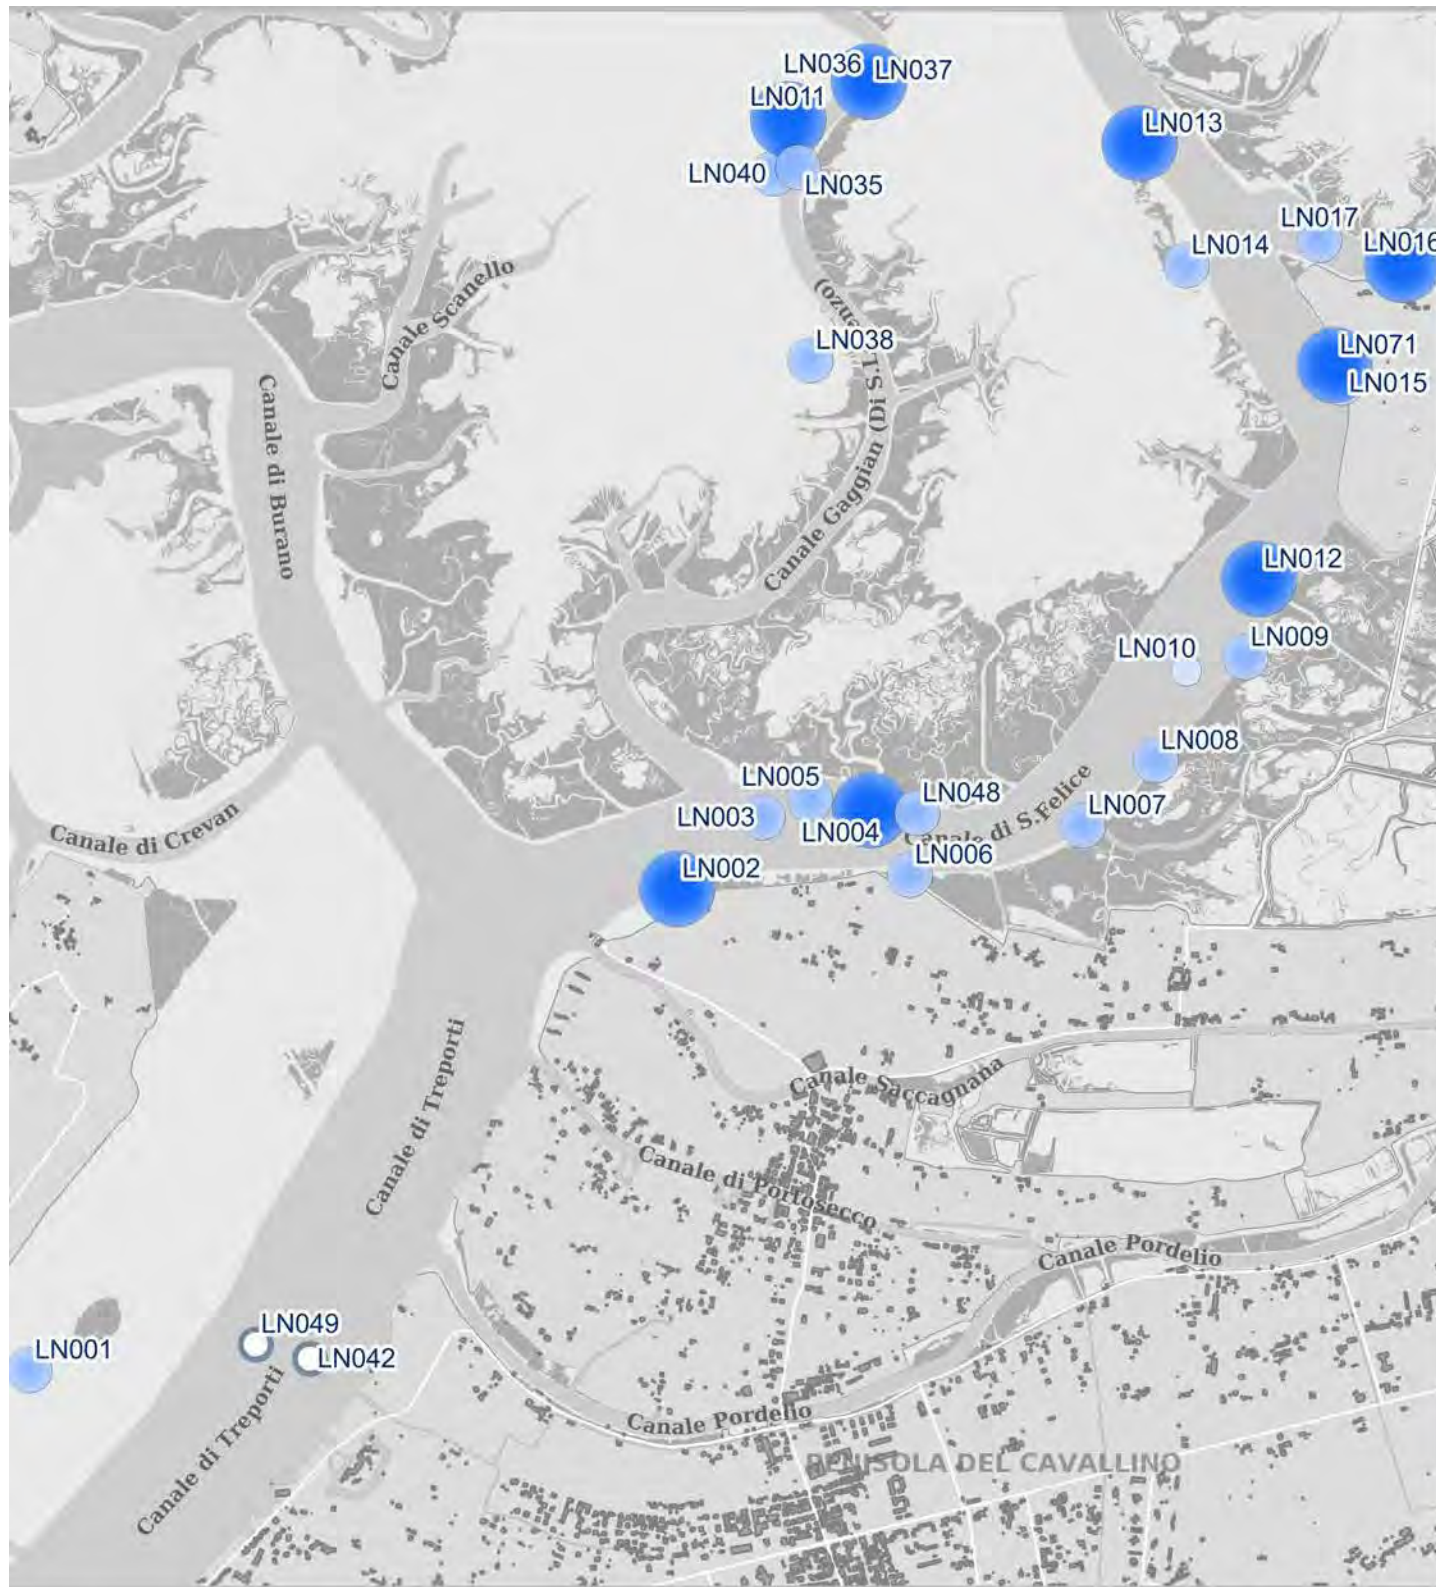 LN036
LN037
LN011
LN013
LN040
LN035
LN017
LN014
LN016
Canale Scanello
LN038
LN071
LN015
Canale di Burano
Canale Gaggian (Di) S.L
LN012
LN009
LN010
LN008
LN005
LN048
LN003
LN004
LN007
Canale di S.Felice
LN006
LN002
Canale di Crevan
Canale di Treporti
Canale Saccagnana
Canale di Portosecco
Canale Pordelio
LN049
LN042
LN001
Canale di Treporti
Canale Pordelio
PENISOLA DEL CAVALLINO